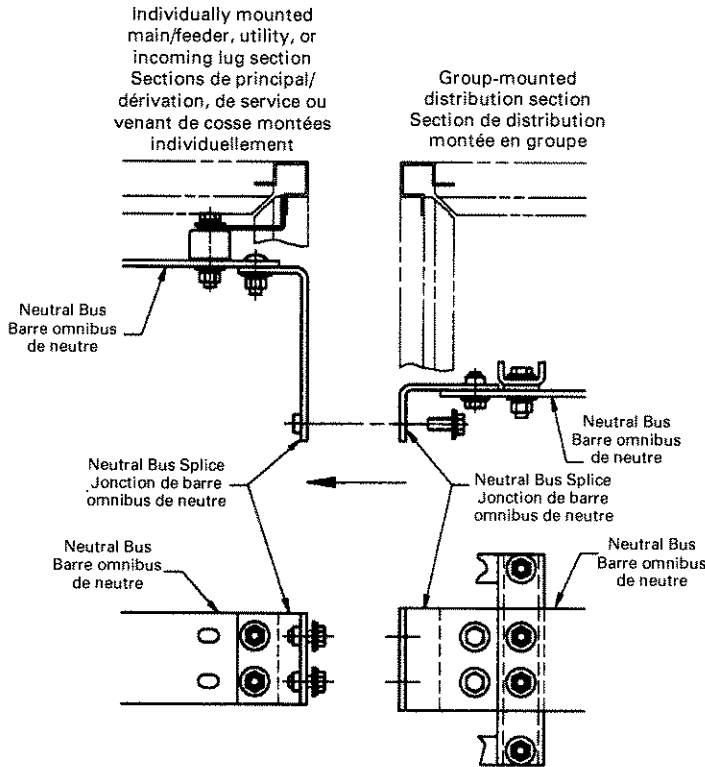 Individually mounted
main/feeder, utility, or
incoming lug section
Sections de principal/
dérivation, de service ou
venant de cosse montées
individuellement
Group-mounted
distribution section
Section de distribution
montée en groupe
Neutral Bus
Barre omnibus
de neutre
Neutral Bus
Barre omnibus
de neutre
Neutral Bus Splice
Jonction de barre
omnibus de neutre
Neutral Bus Splice
Jonction de barre
omnibus de neutre
Neutral Bus
Barre omnibus
de neutre
Neutral Bus
Barre omnibus
de neutre